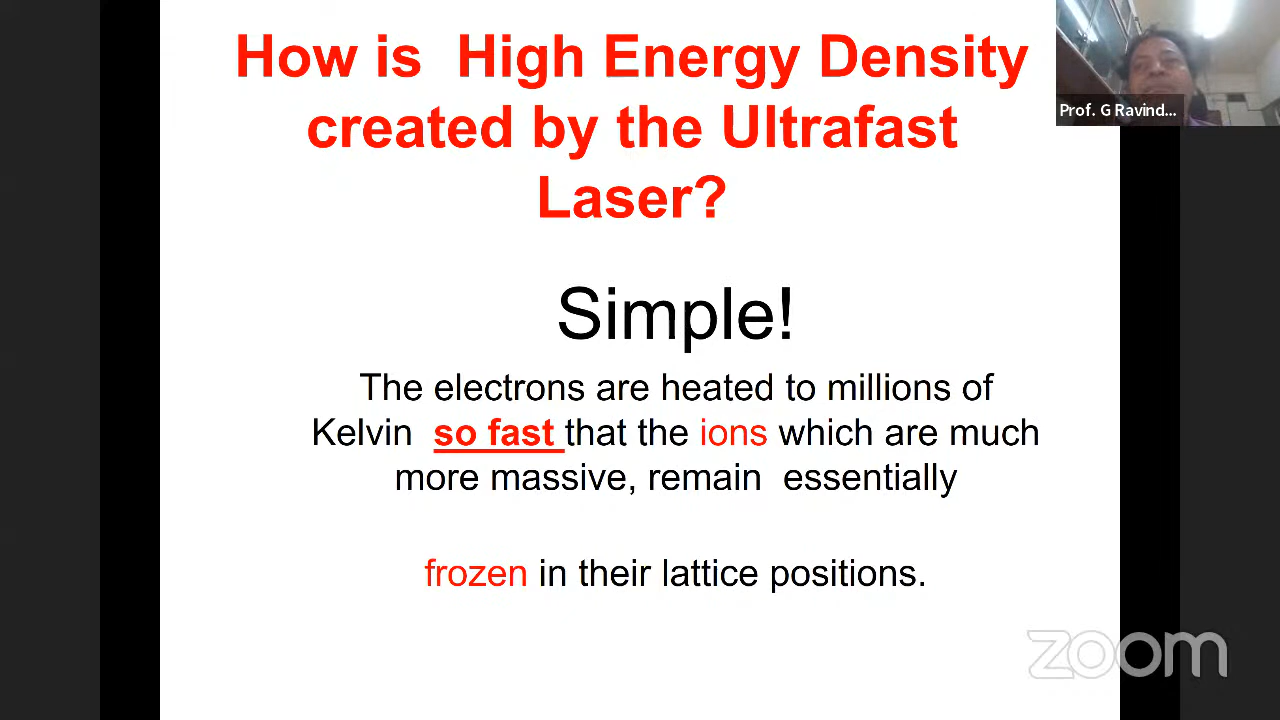 How is High Energy Density
created by the Ultrafast
Laser?
Prof. G Ravind...
Simple!
The electrons are heated to millions of
Kelvin so fast that the ions which are much
more massive, remain essentially
frozen in their lattice positions.
zoom